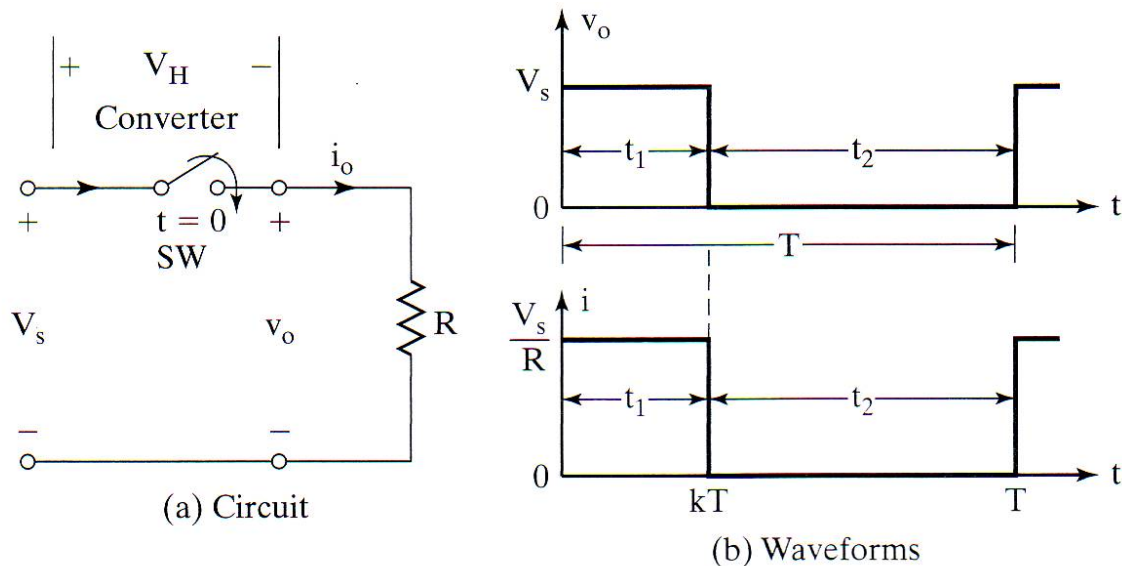 + V_H −
Converter
i_o
t = 0
SW
+ +
V_s v_o R
− −
(a) Circuit
v_o
V_s
t_1 t_2
0 t
T
i
V_s/R
t_1 t_2
0 t
kT T
(b) Waveforms